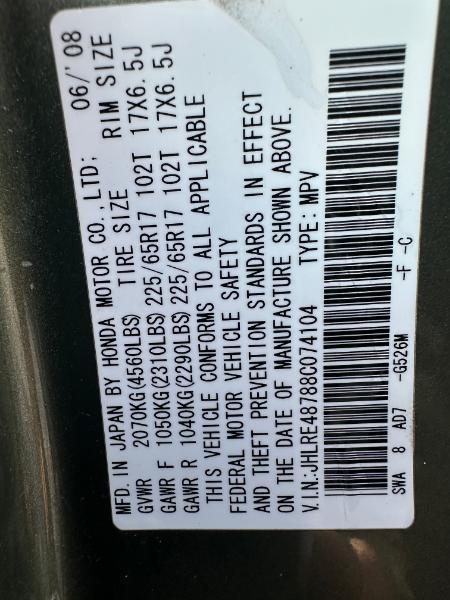 MFD. IN JAPAN BY HONDA MOTOR CO.,LTD; 06/'08
GVWR 2070KG(4560LBS) TIRE SIZE RIM SIZE
GAWR F 1050KG(2310LBS) 225/65R17 102T 17X6.5J
GAWR R 1040KG(2290LBS) 225/65R17 102T 17X6.5J
THIS VEHICLE CONFORMS TO ALL APPLICABLE
FEDERAL MOTOR VEHICLE SAFETY
AND THEFT PREVENTION STANDARDS IN EFFECT
ON THE DATE OF MANUFACTURE SHOWN ABOVE.
V.I.N:JHLRE48788C074104 TYPE: MPV
SWA 8 AD7 -G526M -F -C